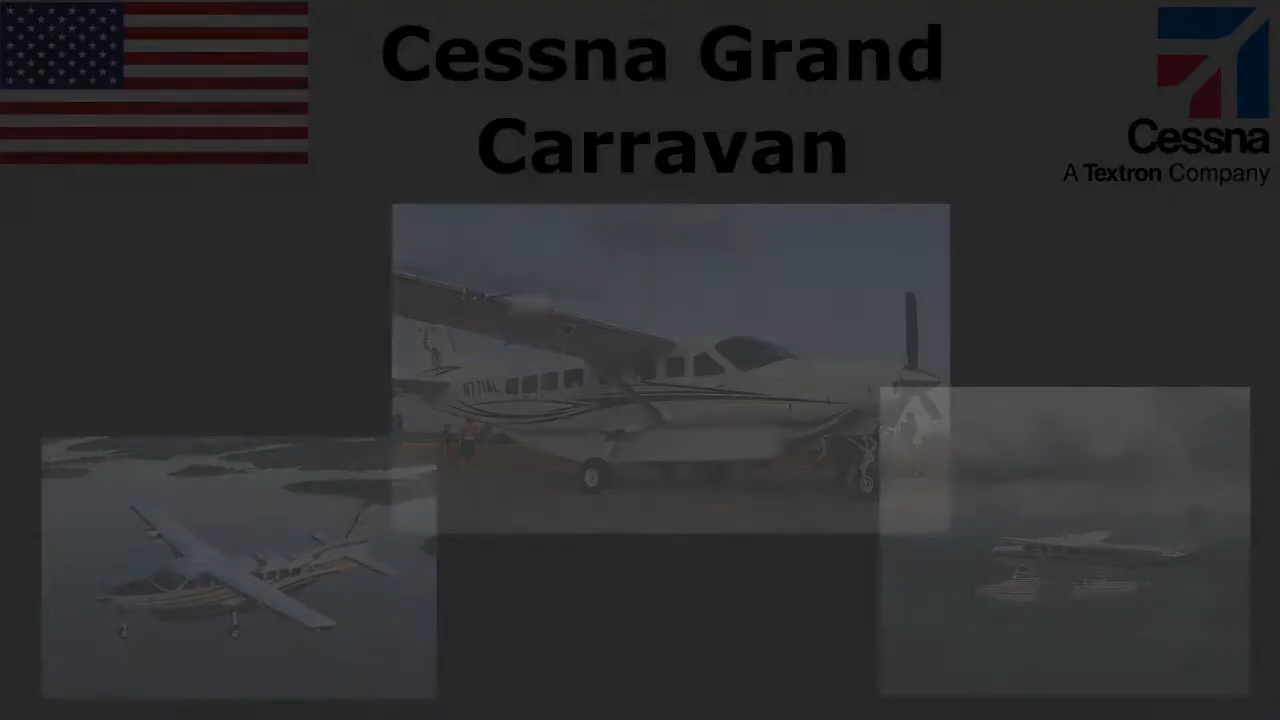 Cessna Grand
Carravan
Cessna
A Textron Company
N771AL